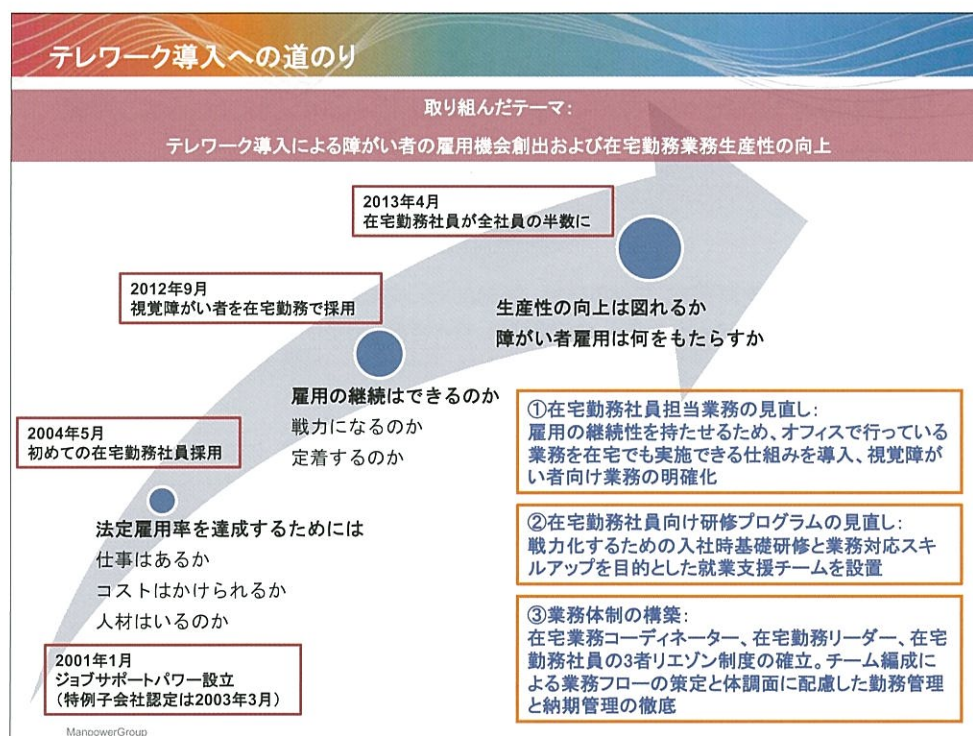 テレワーク導入への道のり
取り組んだテーマ:
テレワーク導入による障がい者の雇用機会創出および在宅勤務業務生産性の向上
2013年4月
在宅勤務社員が全社員の半数に
2012年9月
視覚障がい者を在宅勤務で採用
生産性の向上は図れるか
障がい者雇用は何をもたらすか
雇用の継続はできるのか
戦力になるのか
定着するのか
2004年5月
初めての在宅勤務社員採用
法定雇用率を達成するためには
仕事はあるか
コストはかけられるか
人材はいるのか
2001年1月
ジョブサポートパワー設立
(特例子会社認定は2003年3月)
①在宅勤務社員担当業務の見直し:
雇用の継続性を持たせるため、オフィスで行っている
業務を在宅でも実施できる仕組みを導入、視覚障が
い者向け業務の明確化
②在宅勤務社員向け研修プログラムの見直し:
戦力化するための入社時基礎研修と業務対応スキ
ルアップを目的とした就業支援チームを設置
③業務体制の構築:
在宅業務コーディネーター、在宅勤務リーダー、在宅
勤務社員の3者リエゾン制度の確立。チーム編成に
よる業務フローの策定と体調面に配慮した勤務管理
と納期管理の徹底
ManpowerGroup